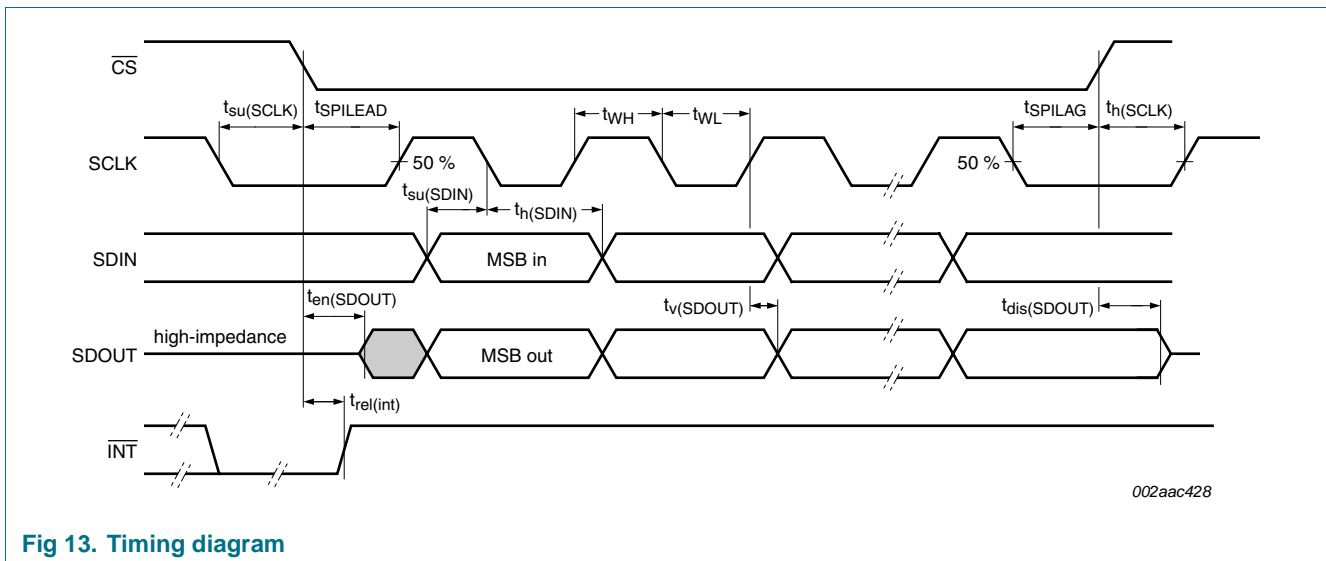 CS
tsu(SCLK) tSPILEAD tWH tWL tSPILAG th(SCLK)
SCLK 50 % 50 %
tsu(SDIN) th(SDIN)
SDIN MSB in
ten(SDOUT) tv(SDOUT) tdis(SDOUT)
high-impedance
SDOUT MSB out
trel(int)
INT
002aac428
Fig 13. Timing diagram